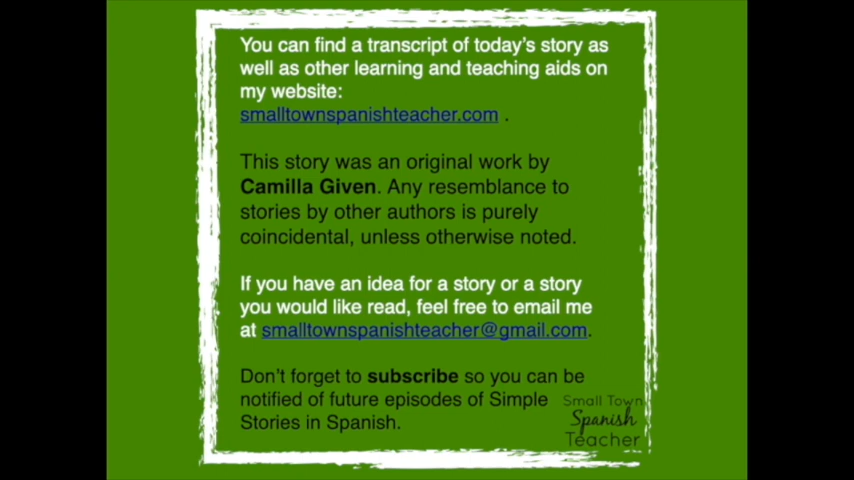 You can find a transcript of today's story as
well as other learning and teaching aids on
my website:
smalltownspanishteacher.com .
This story was an original work by
Camilla Given. Any resemblance to
stories by other authors is purely
coincidental, unless otherwise noted.
If you have an idea for a story or a story
you would like read, feel free to email me
at smalltownspanishteacher@gmail.com.
Don't forget to subscribe so you can be
notified of future episodes of Simple
Stories in Spanish.
Small Town
Spanish
Teacher